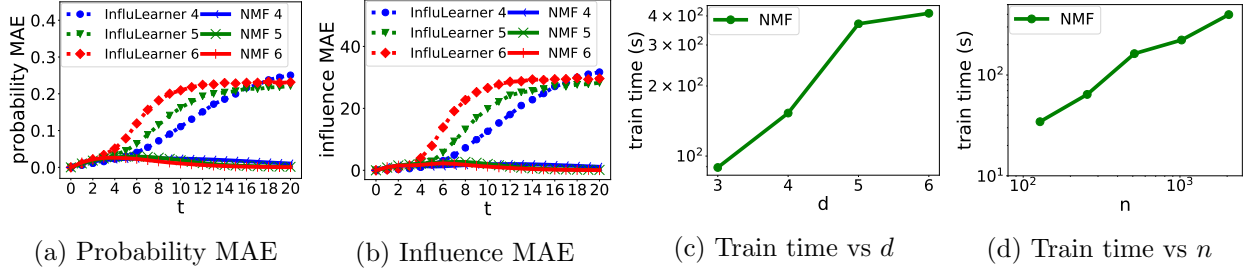 probability MAE
0.4
0.3
0.2
0.1
0.0
InfluLearner 4
InfluLearner 5
InfluLearner 6
NMF 4
NMF 5
NMF 6
0 2 4 6 8 10 12 14 16 18 20
t
(a) Probability MAE
influence MAE
40
20
0
InfluLearner 4
InfluLearner 5
InfluLearner 6
NMF 4
NMF 5
NMF 6
0 2 4 6 8 10 12 14 16 18 20
t
(b) Influence MAE
train time (s)
4 × 10²
3 × 10²
2 × 10²
10²
NMF
3 4 5 6
d
(c) Train time vs d
train time (s)
10²
10¹
NMF
10² 10³
n
(d) Train time vs n